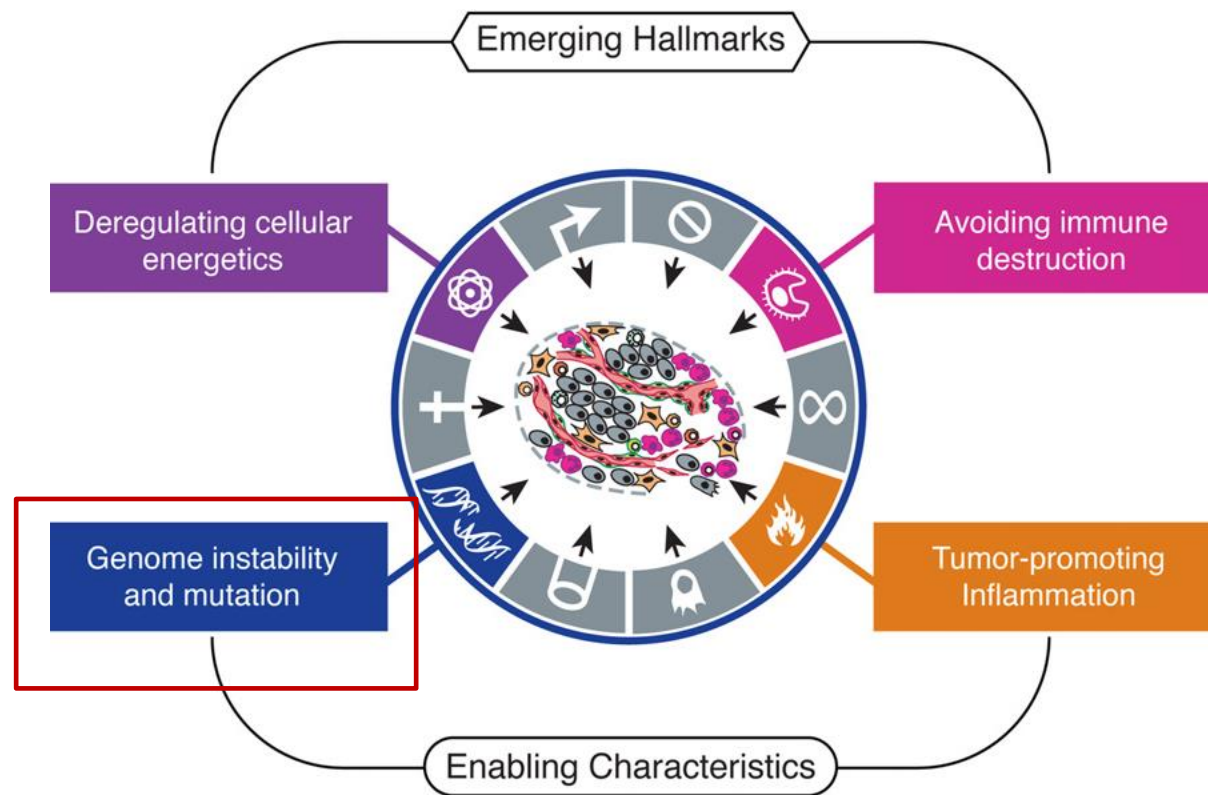 Emerging Hallmarks
Deregulating cellular
energetics
Avoiding immune
destruction
Genome instability
and mutation
Tumor-promoting
Inflammation
Enabling Characteristics